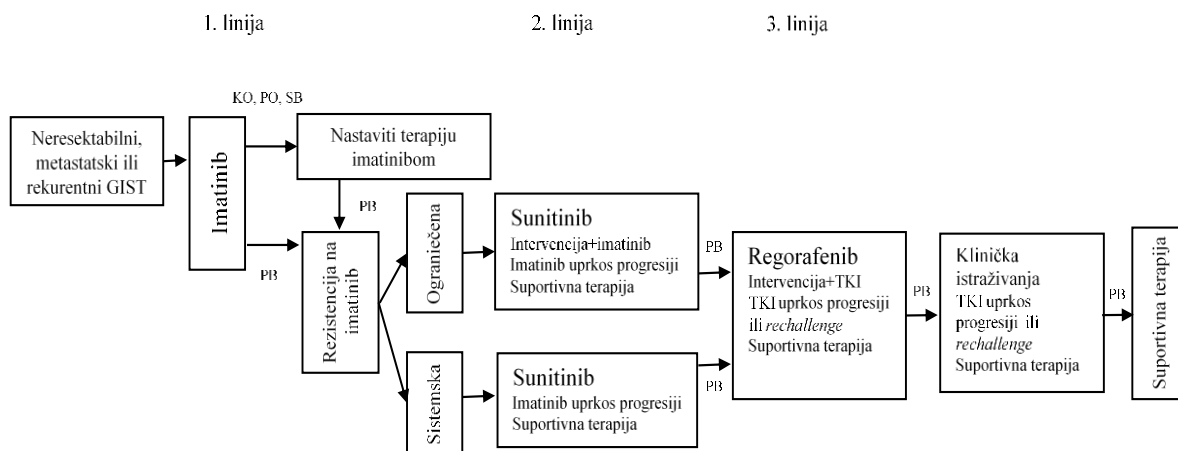 1. linija
2. linija
3. linija
KO, PO, SB
Neresektabilni,
metastatski ili
rekurentni GIST
Imatinib
Nastaviti terapiju
imatinibom
PB
PB
Rezistencija na
imatinib
Ograniečena
Sistemska
Sunitinib
Intervencija+imatinib
Imatinib uprkos progresiji
Suportivna terapija
PB
Sunitinib
Imatinib uprkos progresiji
Suportivna terapija
PB
Regorafenib
Intervencija+TKI
TKI uprkos progresiji
ili rechallenge
Suportivna terapija
PB
Klinička
istraživanja
TKI uprkos
progresiji ili
rechallenge
Suportivna terapija
PB
Suportivna terapija